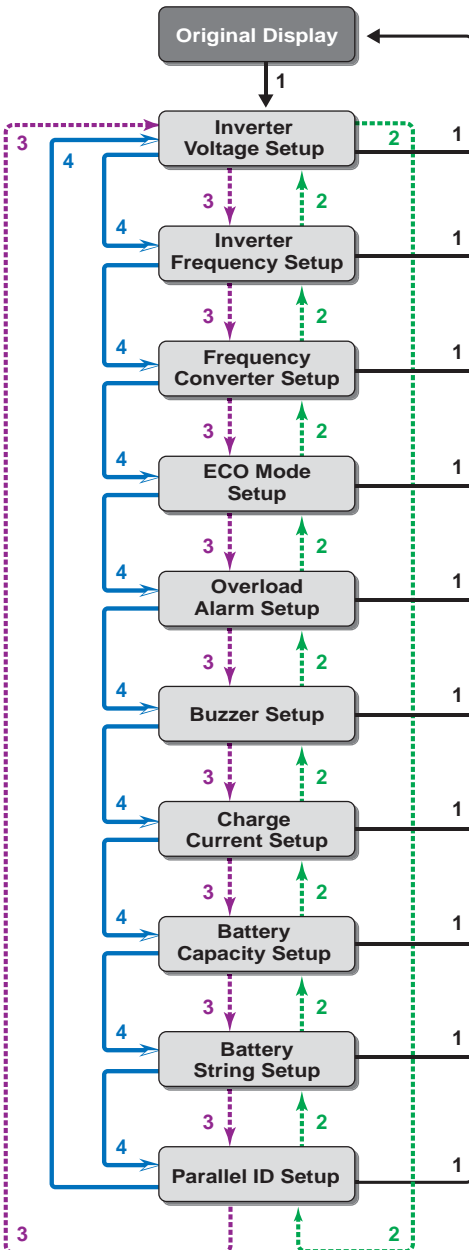 Original Display
1
Inverter
Voltage Setup
3
4
2
1
4
3
2
Inverter
Frequency Setup
1
4
3
2
Frequency
Converter Setup
1
4
3
2
ECO Mode
Setup
1
4
3
2
Overload
Alarm Setup
1
4
3
2
Buzzer Setup
1
4
3
2
Charge
Current Setup
1
4
3
2
Battery
Capacity Setup
1
4
3
2
Battery
String Setup
1
4
3
2
Parallel ID Setup
1
3
2